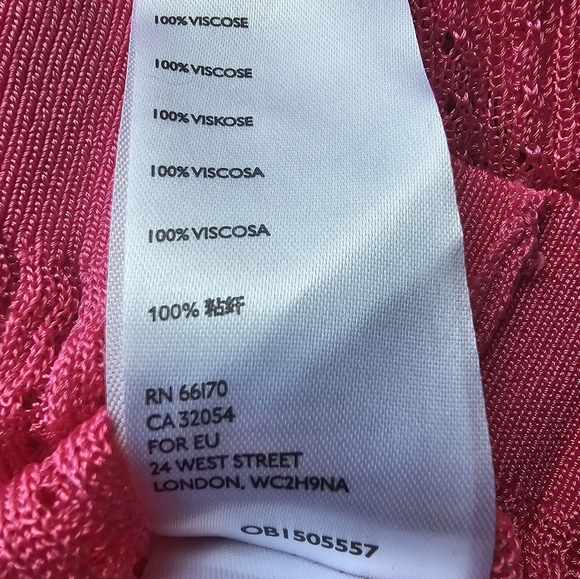 100% VISCOSE
100% VISCOSE
100% VISKOSE
100% VISCOSA
100% VISCOSA
100% 粘纤
RN 66170
CA 32054
FOR EU
24 WEST STREET
LONDON, WC2H9NA
OB1505557